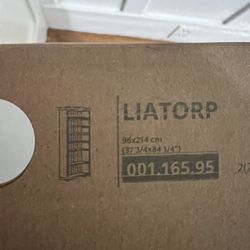 LIATORP
96x214 cm
(37 3/4x84 1/4")
001.165.95